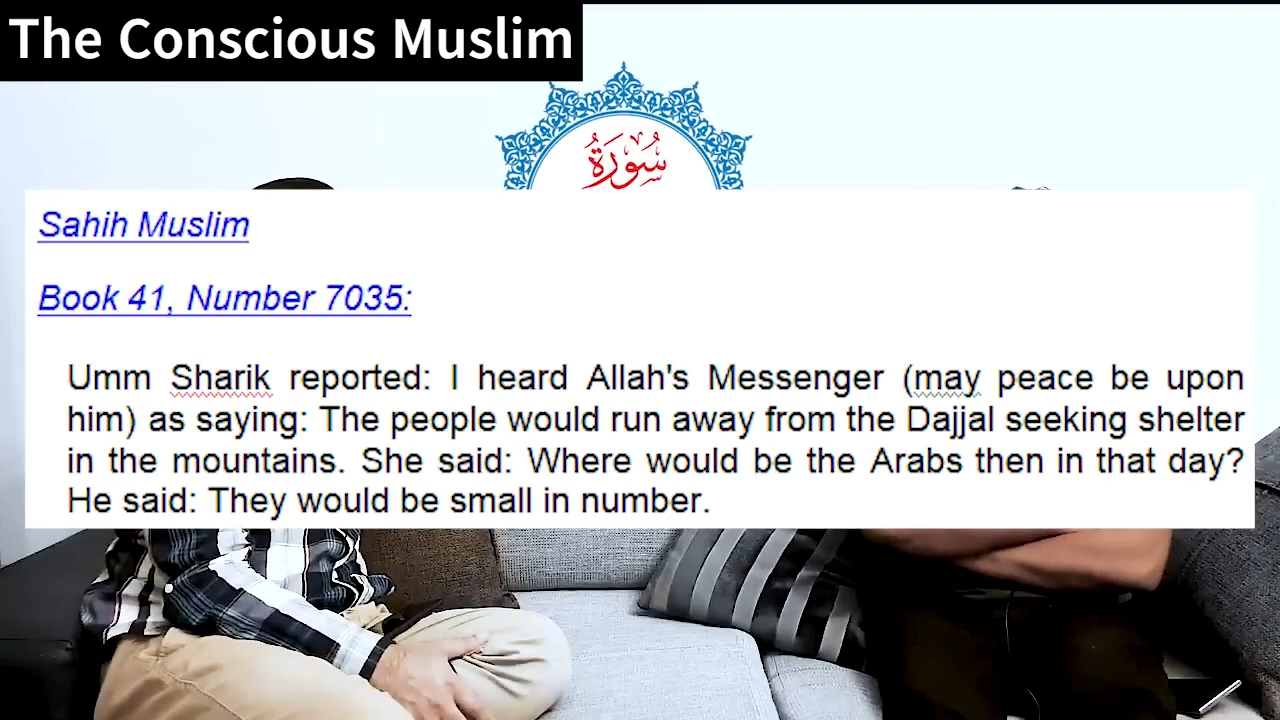 The Conscious Muslim
سُورَةُ
Sahih Muslim
Book 41, Number 7035:
Umm Sharik reported: I heard Allah's Messenger (may peace be upon
him) as saying: The people would run away from the Dajjal seeking shelter
in the mountains. She said: Where would be the Arabs then in that day?
He said: They would be small in number.